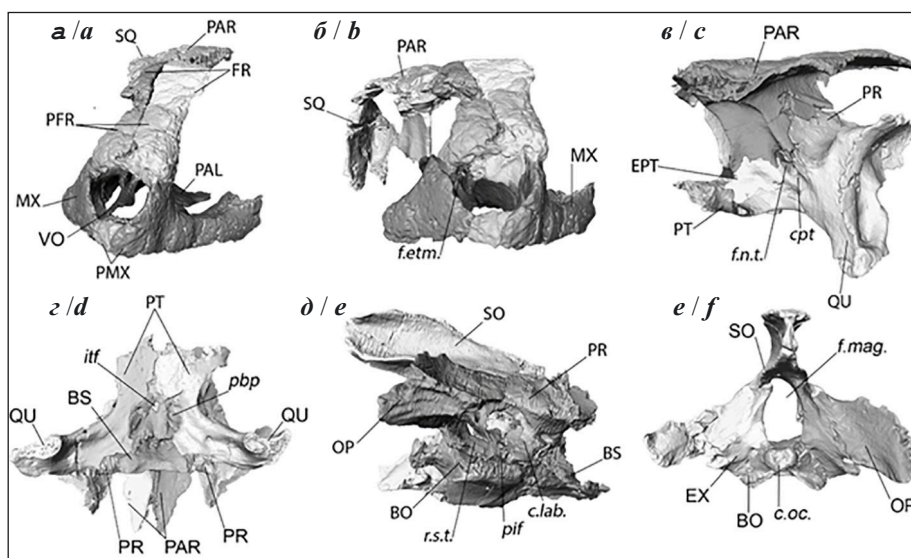 а /a
SQ
PAR
FR
PFR
MX
PAL
VO
PMX
б / b
PAR
SQ
MX
f.etm.
в / c
PAR
PR
EPT
PT
f.n.t.
cpt
QU
г /d
PT
itf
pbp
BS
QU
QU
PR
PAR
PR
д / e
SO
PR
OP
BS
BO
c.lab.
r.s.t.
pif
е / f
SO
f.mag.
EX
BO
c.oc.
OP